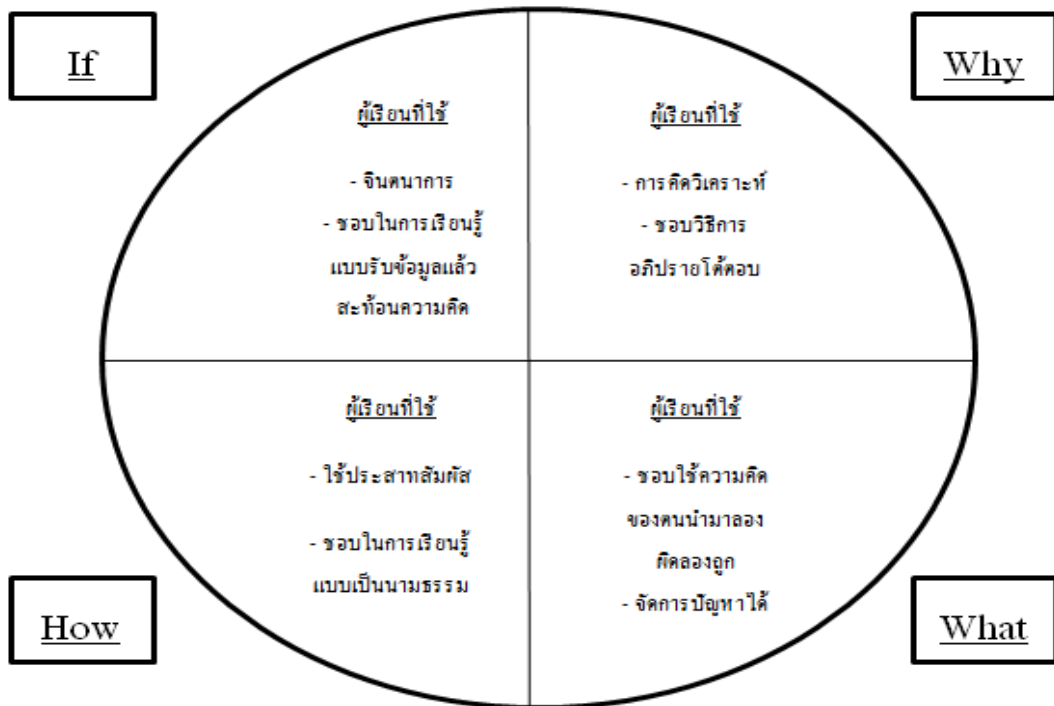 If
Why
ผู้เรียนที่ใช้
- จินตนาการ
- ชอบในการเรียนรู้
แบบรับข้อมูลแล้ว
สะท้อนความคิด
ผู้เรียนที่ใช้
- การคิดวิเคราะห์
- ชอบวิธีการ
อภิปรายโต้ตอบ
ผู้เรียนที่ใช้
- ใช้ประสาทสัมผัส
- ชอบในการเรียนรู้
แบบเป็นนามธรรม
ผู้เรียนที่ใช้
- ชอบใช้ความคิด
ของตนนำมาลอง
ผิดลองถูก
- จัดการปัญหาได้
How
What